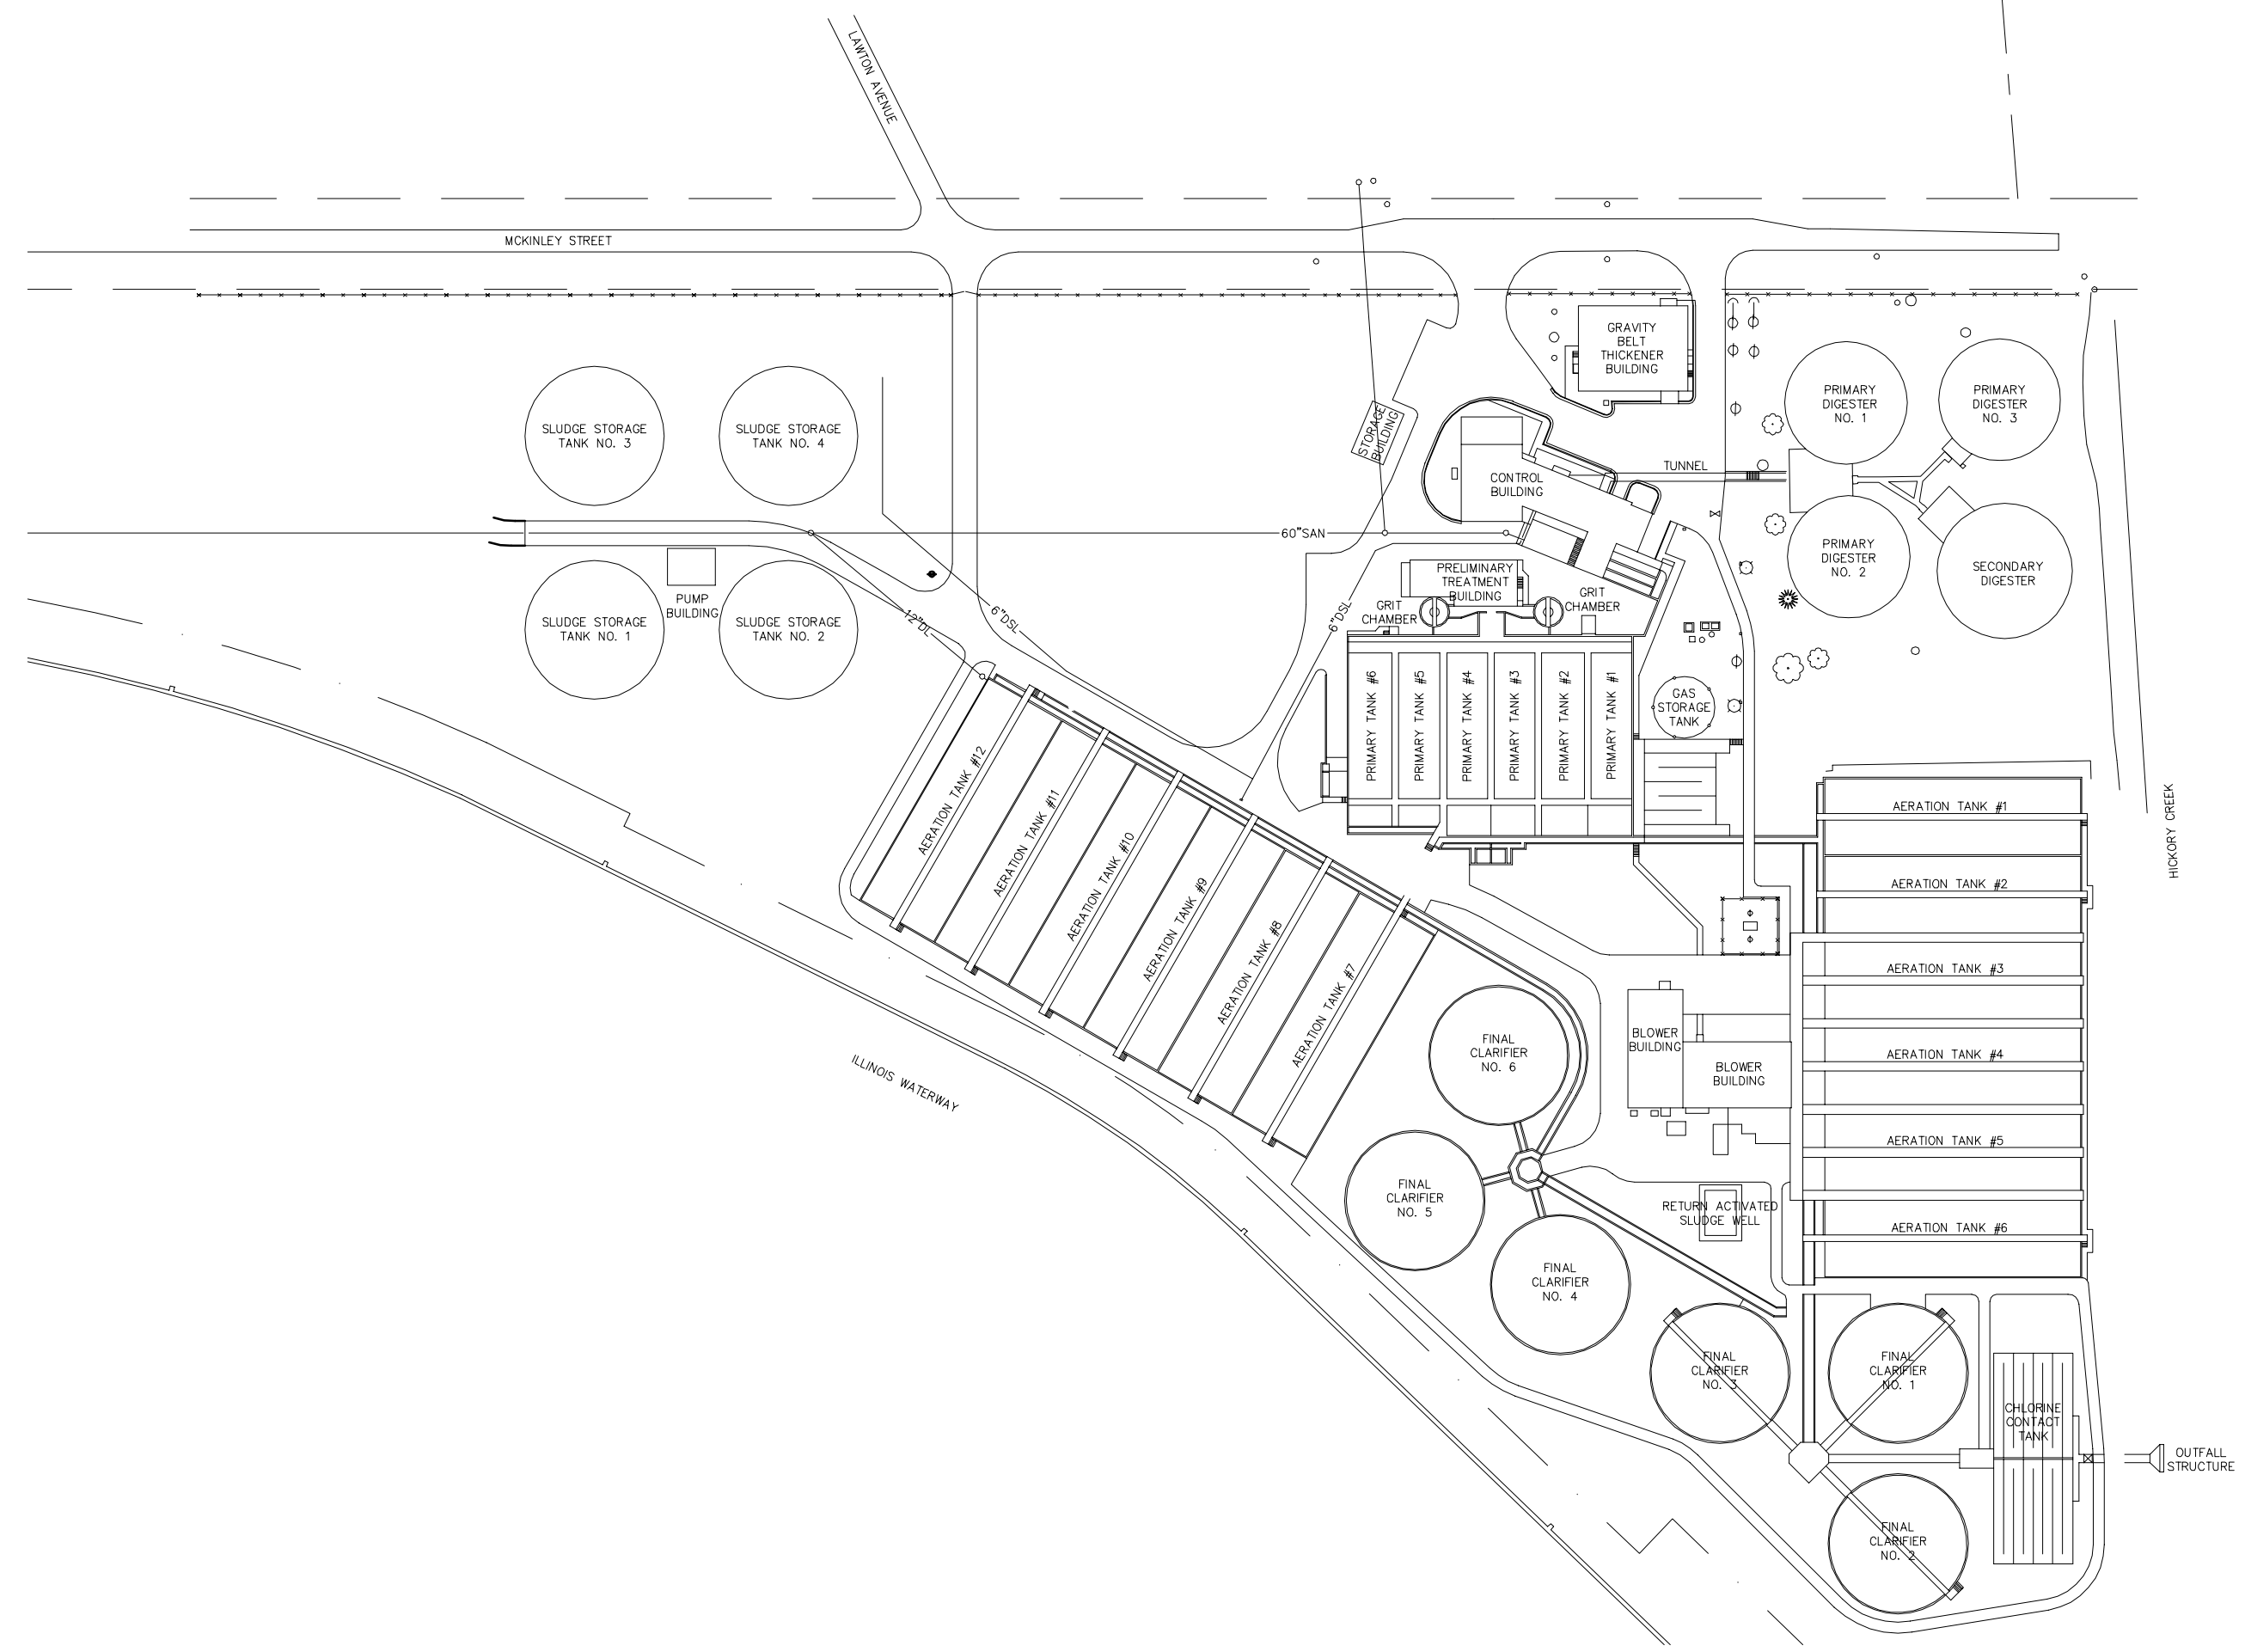 LAWTON AVENUE
MCKINLEY STREET
GRAVITY
BELT
THICKENER
BUILDING
PRIMARY
DIGESTER
NO. 1
PRIMARY
DIGESTER
NO. 3
SLUDGE STORAGE
TANK NO. 3
SLUDGE STORAGE
TANK NO. 4
STORAGE
BUILDING
CONTROL
BUILDING
TUNNEL
60"SAN
PRIMARY
DIGESTER
NO. 2
SECONDARY
DIGESTER
PRELIMINARY
TREATMENT
BUILDING
GRIT
CHAMBER
GRIT
CHAMBER
PUMP
BUILDING
SLUDGE STORAGE
TANK NO. 1
SLUDGE STORAGE
TANK NO. 2
12"DL
6"DSL
6"DSL
PRIMARY TANK #6
PRIMARY TANK #5
PRIMARY TANK #4
PRIMARY TANK #3
PRIMARY TANK #2
PRIMARY TANK #1
GAS
STORAGE
TANK
AERATION TANK #12
AERATION TANK #11
AERATION TANK #10
AERATION TANK #9
AERATION TANK #8
AERATION TANK #7
AERATION TANK #1
AERATION TANK #2
AERATION TANK #3
AERATION TANK #4
AERATION TANK #5
AERATION TANK #6
HICKORY CREEK
ILLINOIS WATERWAY
FINAL
CLARIFIER
NO. 6
BLOWER
BUILDING
BLOWER
BUILDING
FINAL
CLARIFIER
NO. 5
RETURN ACTIVATED
SLUDGE WELL
FINAL
CLARIFIER
NO. 4
FINAL
CLARIFIER
NO. 3
FINAL
CLARIFIER
NO. 1
CHLORINE
CONTACT
TANK
OUTFALL
STRUCTURE
FINAL
CLARIFIER
NO. 2